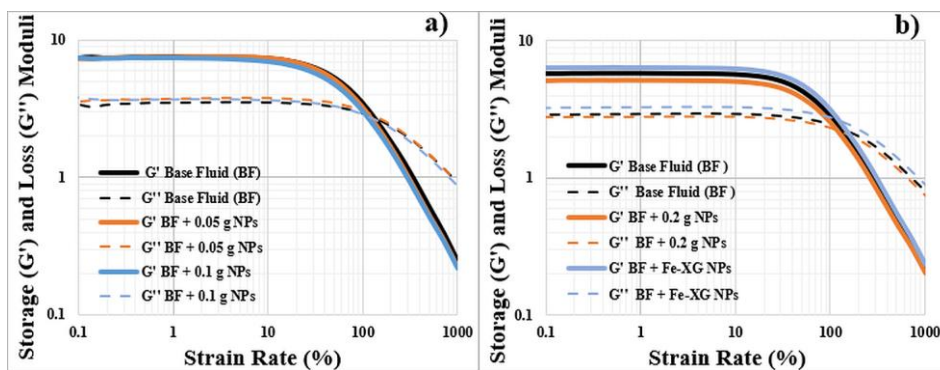 a)
Storage (G') and Loss (G'') Moduli
10
1
0.1
G' Base Fluid (BF)
G'' Base Fluid (BF)
G' BF + 0.05 g NPs
G'' BF + 0.05 g NPs
G' BF + 0.1 g NPs
G'' BF + 0.1 g NPs
0.1 1 10 100 1000
Strain Rate (%)
b)
Storage (G') and Loss (G'') Moduli
10
1
0.1
G' Base Fluid (BF )
G'' Base Fluid (BF )
G' BF + 0.2 g NPs
G'' BF + 0.2 g NPs
G' BF + Fe-XG NPs
G'' BF + Fe-XG NPs
0.1 1 10 100 1000
Strain Rate (%)